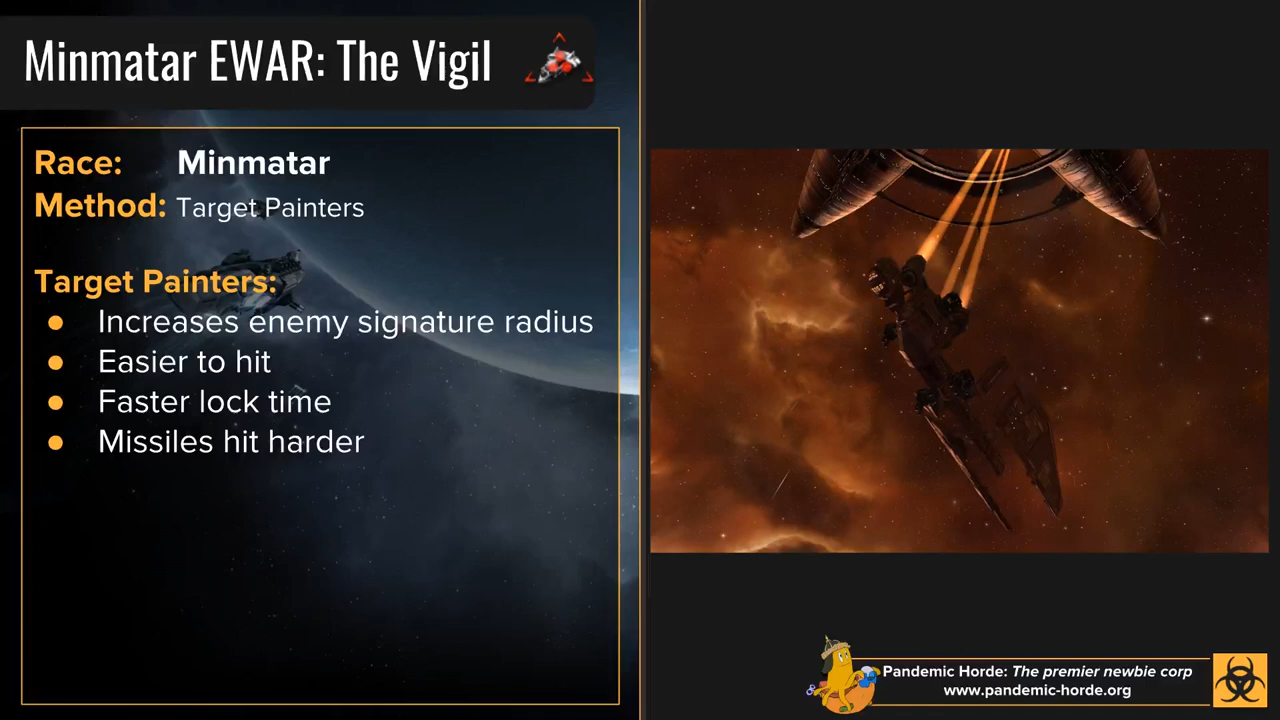 Minmatar EWAR: The Vigil
Race: Minmatar
Method: Target Painters
Target Painters:
● Increases enemy signature radius
● Easier to hit
● Faster lock time
● Missiles hit harder
Pandemic Horde: The premier newbie corp
www.pandemic-horde.org